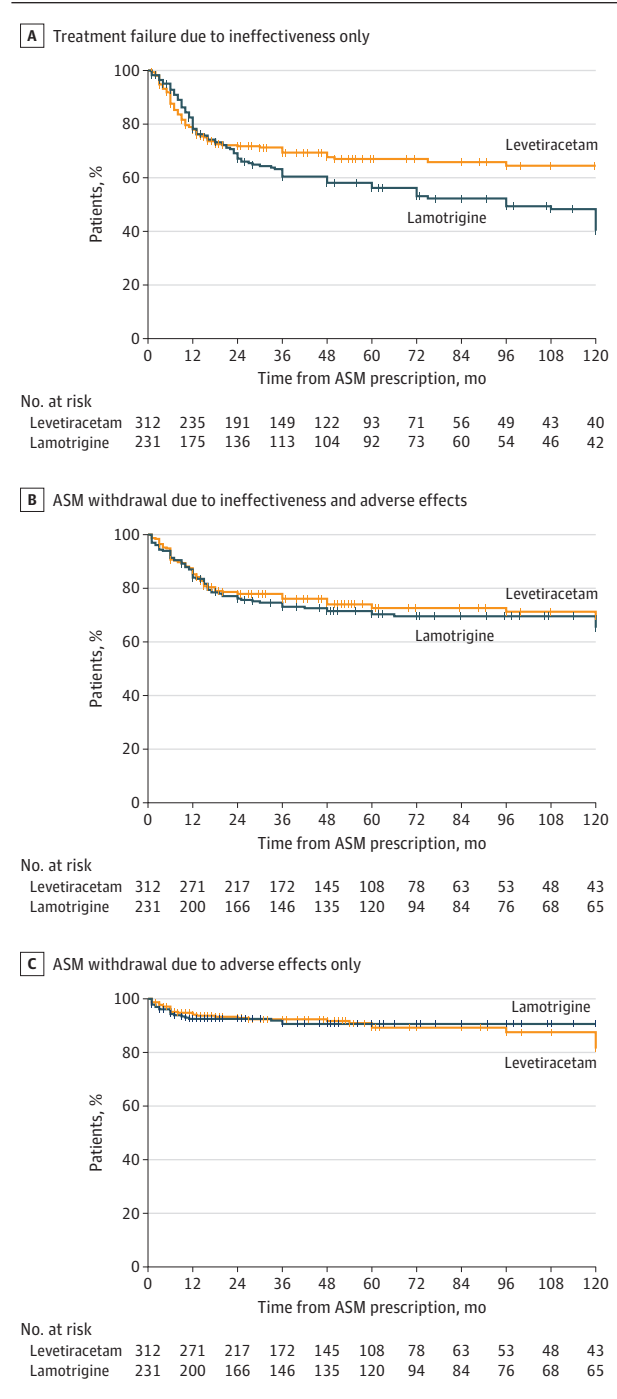 A Treatment failure due to ineffectiveness only
100
80
60
40
20
0
Patients, %
Levetiracetam
Lamotrigine
0 12 24 36 48 60 72 84 96 108 120
Time from ASM prescription, mo
No. at risk
Levetiracetam 312 235 191 149 122 93 71 56 49 43 40
Lamotrigine 231 175 136 113 104 92 73 60 54 46 42
B ASM withdrawal due to ineffectiveness and adverse effects
100
80
60
40
20
0
Patients, %
Levetiracetam
Lamotrigine
0 12 24 36 48 60 72 84 96 108 120
Time from ASM prescription, mo
No. at risk
Levetiracetam 312 271 217 172 145 108 78 63 53 48 43
Lamotrigine 231 200 166 146 135 120 94 84 76 68 65
C ASM withdrawal due to adverse effects only
100
80
60
40
20
0
Patients, %
Lamotrigine
Levetiracetam
0 12 24 36 48 60 72 84 96 108 120
Time from ASM prescription, mo
No. at risk
Levetiracetam 312 271 217 172 145 108 78 63 53 48 43
Lamotrigine 231 200 166 146 135 120 94 84 76 68 65